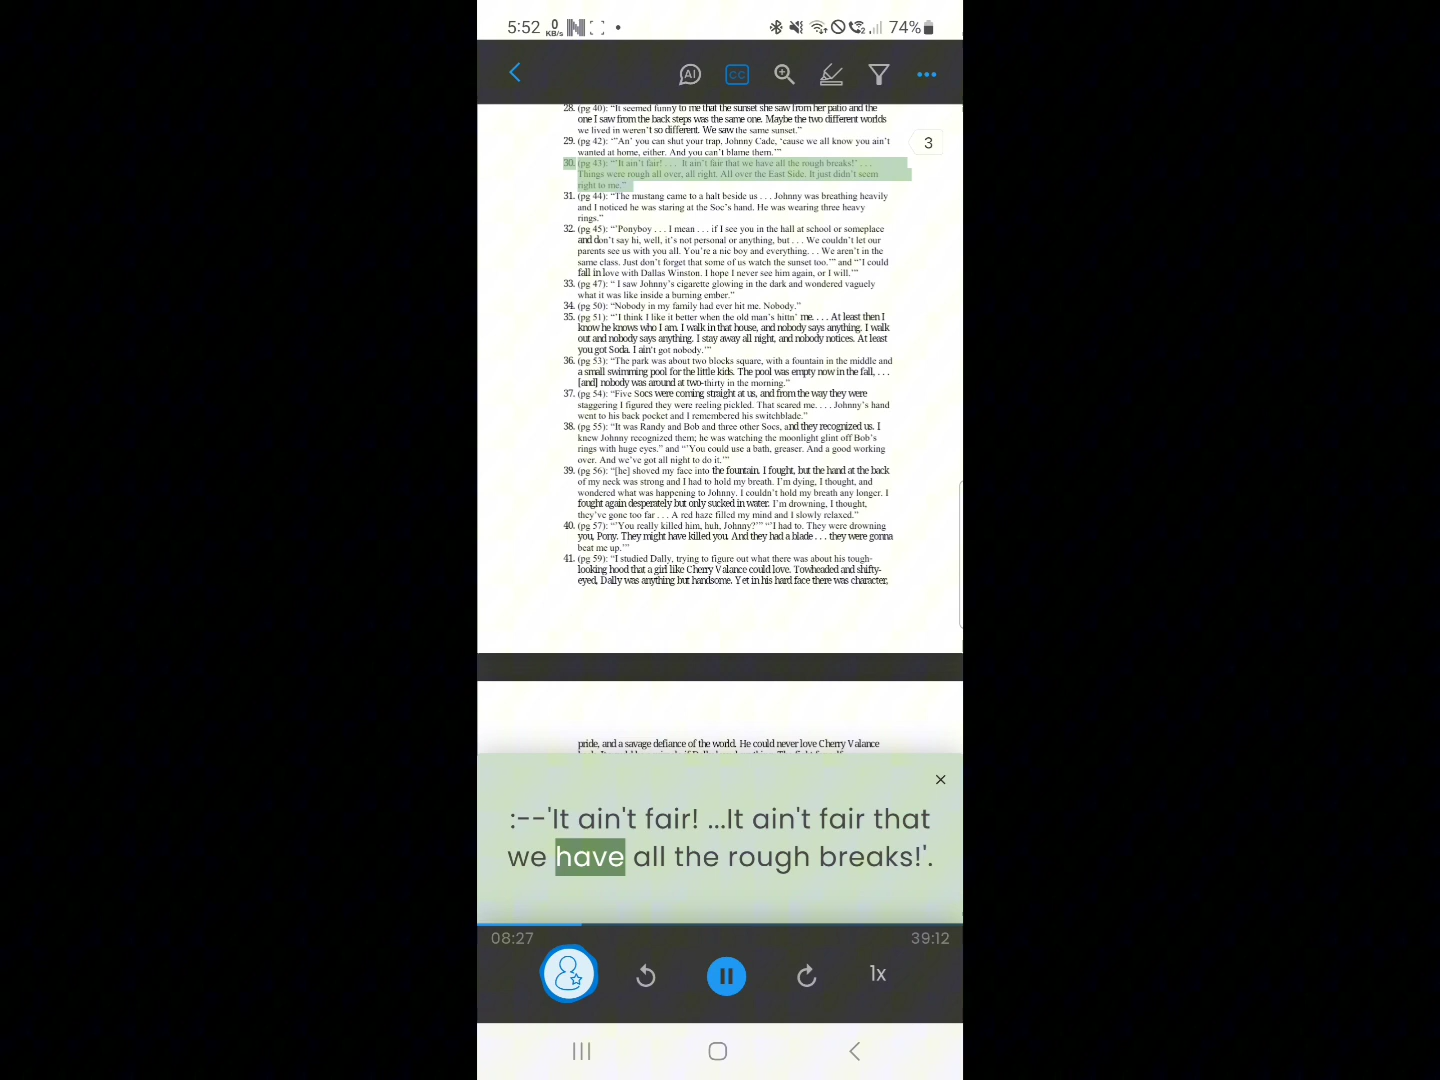 5:52 0 KB/s 74%
AI CC
28. (pg 40): “It seemed funny to me that the sunset she saw from her patio and the
one I saw from the back steps was the same one. Maybe the two different worlds
we lived in weren’t so different. We saw the same sunset.”
29. (pg 42): “‘An’ you can shut your trap, Johnny Cade, ‘cause we all know you ain’t
wanted at home, either. And you can’t blame them.’”
3
30. (pg 43): “‘It ain’t fair! . . . It ain’t fair that we have all the rough breaks!’ . . .
Things were rough all over, all right. All over the East Side. It just didn’t seem
right to me.”
31. (pg 44): “The mustang came to a halt beside us . . . Johnny was breathing heavily
and I noticed he was staring at the Soc’s hand. He was wearing three heavy
rings.”
32. (pg 45): “‘Ponyboy . . . I mean . . . if I see you in the hall at school or someplace
and don’t say hi, well, it’s not personal or anything, but . . . We couldn’t let our
parents see us with you all. You’re a nic boy and everything. . . We aren’t in the
same class. Just don’t forget that some of us watch the sunset too.’” and “‘I could
fall in love with Dallas Winston. I hope I never see him again, or I will.’”
33. (pg 47): “ I saw Johnny’s cigarette glowing in the dark and wondered vaguely
what it was like inside a burning ember.”
34. (pg 50): “Nobody in my family had ever hit me. Nobody.”
35. (pg 51): “‘I think I like it better when the old man’s hittn’ me. . . . At least then I
know he knows who I am. I walk in that house, and nobody says anything. I walk
out and nobody says anything. I stay away all night, and nobody notices. At least
you got Soda. I ain’t got nobody.’”
36. (pg 53): “The park was about two blocks square, with a fountain in the middle and
a small swimming pool for the little kids. The pool was empty now in the fall, . . .
[and] nobody was around at two-thirty in the morning.”
37. (pg 54): “Five Socs were coming straight at us, and from the way they were
staggering I figured they were reeling pickled. That scared me. . . . Johnny’s hand
went to his back pocket and I remembered his switchblade.”
38. (pg 55): “It was Randy and Bob and three other Socs, and they recognized us. I
knew Johnny recognized them; he was watching the moonlight glint off Bob’s
rings with huge eyes.” and “‘You could use a bath, greaser. And a good working
over. And we’ve got all night to do it.’”
39. (pg 56): “[he] shoved my face into the fountain. I fought, but the hand at the back
of my neck was strong and I had to hold my breath. I’m dying, I thought, and
wondered what was happening to Johnny. I couldn’t hold my breath any longer. I
fought again desperately but only sucked in water. I’m drowning, I thought,
they’ve gone too far . . . A red haze filled my mind and I slowly relaxed.”
40. (pg 57): “‘You really killed him, huh, Johnny?’” “‘I had to. They were drowning
you, Pony. They might have killed you. And they had a blade . . . they were gonna
beat me up.’”
41. (pg 59): “I studied Dally, trying to figure out what there was about his tough-
looking hood that a girl like Cherry Valance could love. Towheaded and shifty-
eyed, Dally was anything but handsome. Yet in his hard face there was character,
pride, and a savage defiance of the world. He could never love Cherry Valance
:--'It ain't fair! ...It ain't fair that
we have all the rough breaks!'.
08:27 39:12
1x